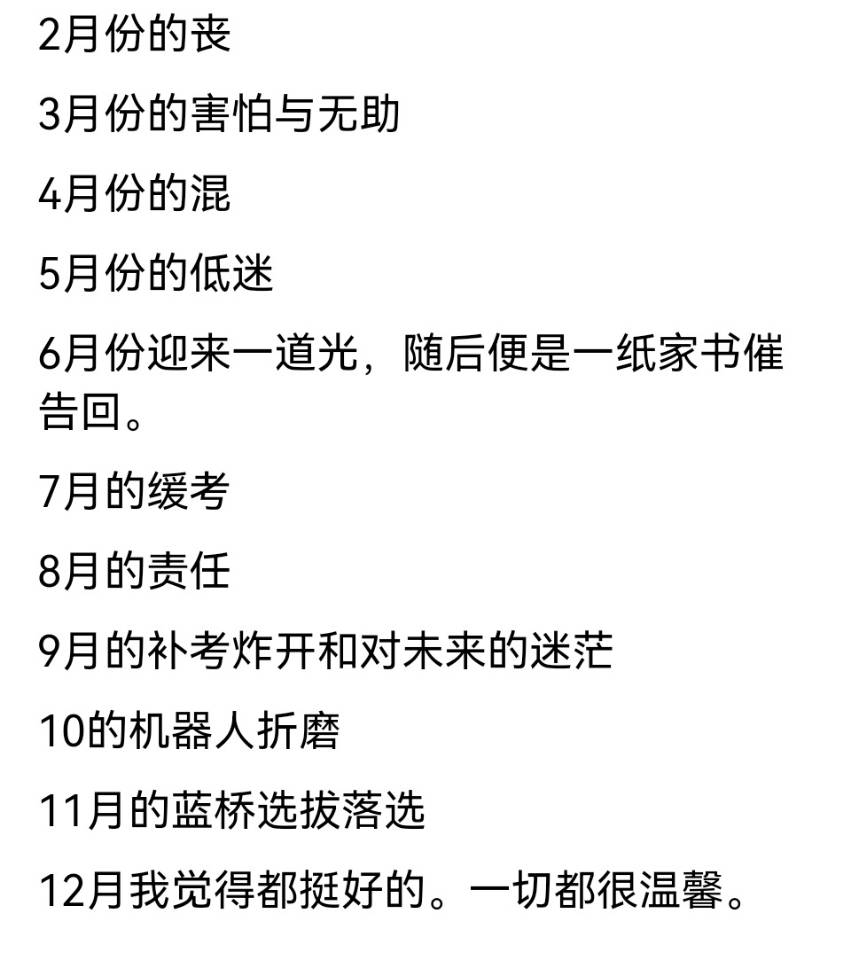 2月份的丧
3月份的害怕与无助
4月份的混
5月份的低迷
6月份迎来一道光，随后便是一纸家书催
告回。
7月的缓考
8月的责任
9月的补考炸开和对未来的迷茫
10的机器人折磨
11月的蓝桥选拔落选
12月我觉得都挺好的。一切都很温馨。